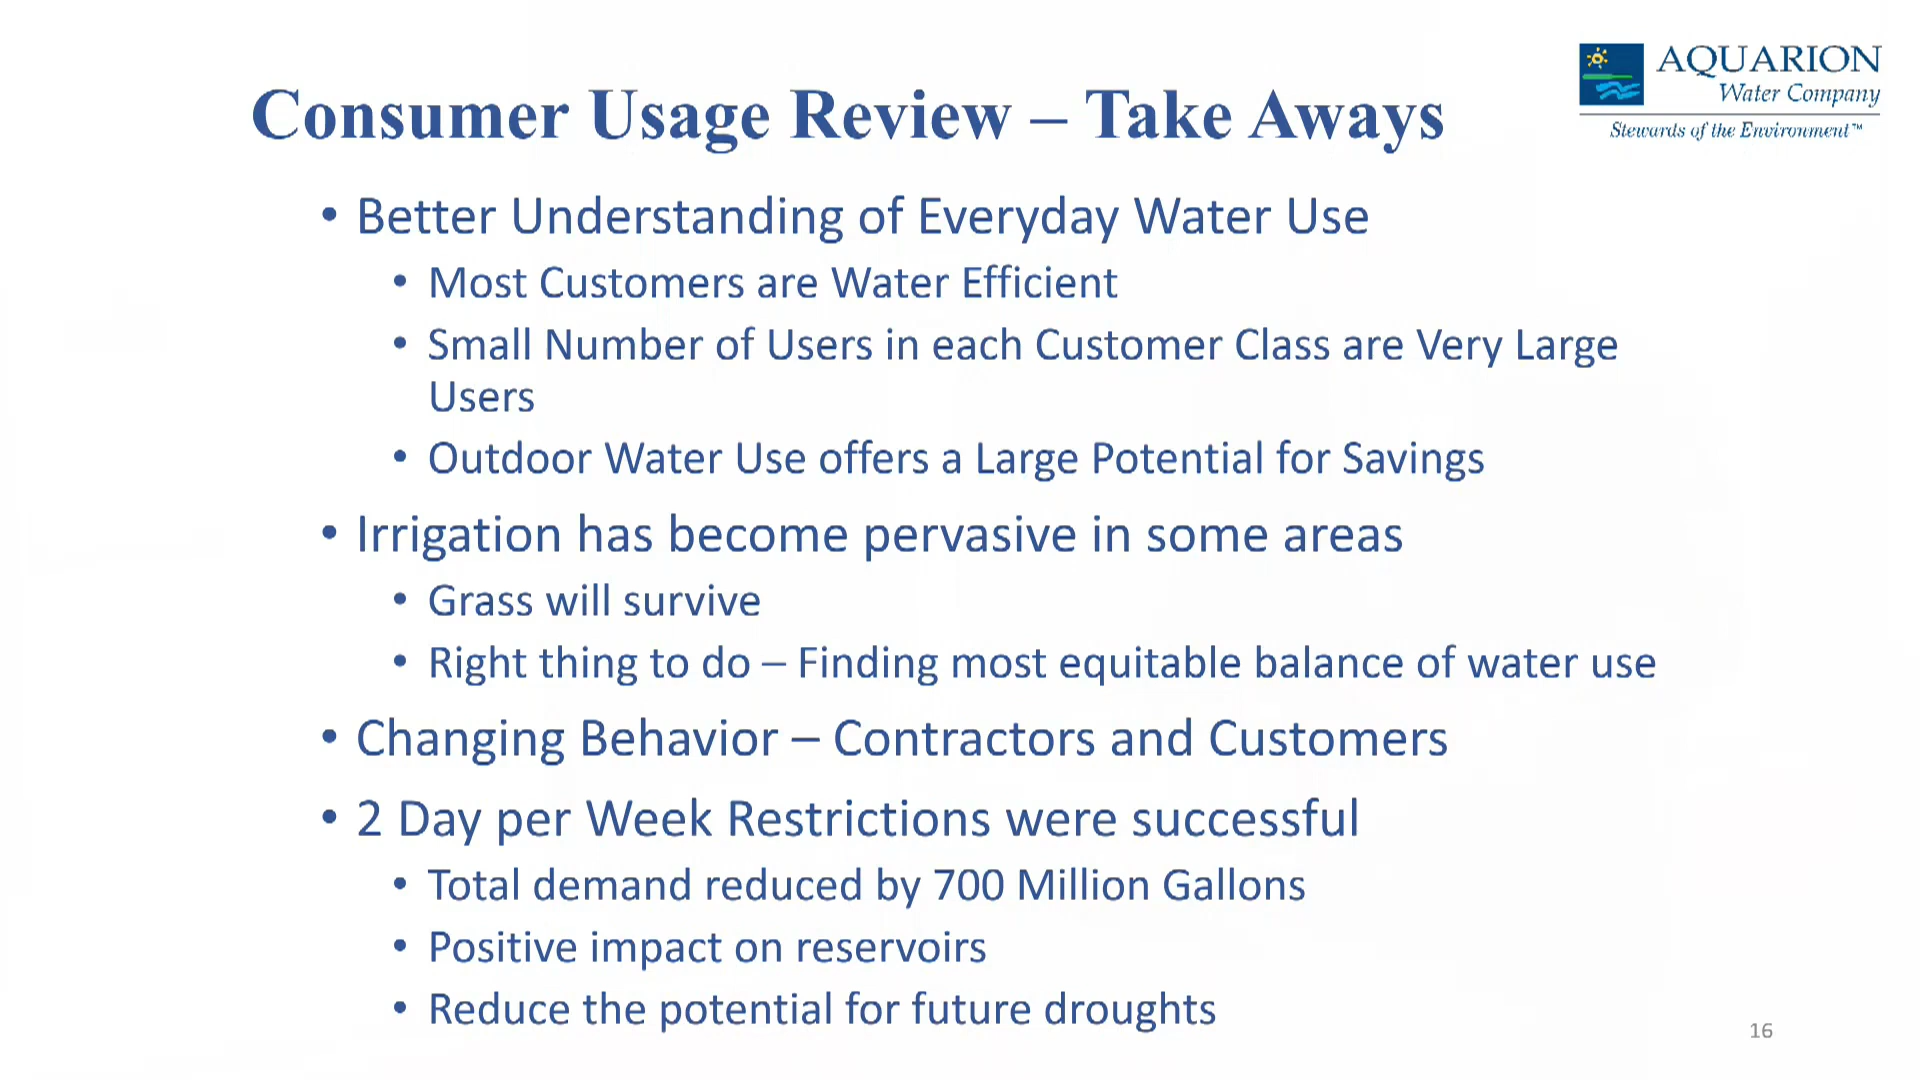 AQUARION
Water Company
Stewards of the Environment™
Consumer Usage Review – Take Aways
• Better Understanding of Everyday Water Use
• Most Customers are Water Efficient
• Small Number of Users in each Customer Class are Very Large
Users
• Outdoor Water Use offers a Large Potential for Savings
• Irrigation has become pervasive in some areas
• Grass will survive
• Right thing to do – Finding most equitable balance of water use
• Changing Behavior – Contractors and Customers
• 2 Day per Week Restrictions were successful
• Total demand reduced by 700 Million Gallons
• Positive impact on reservoirs
• Reduce the potential for future droughts
16